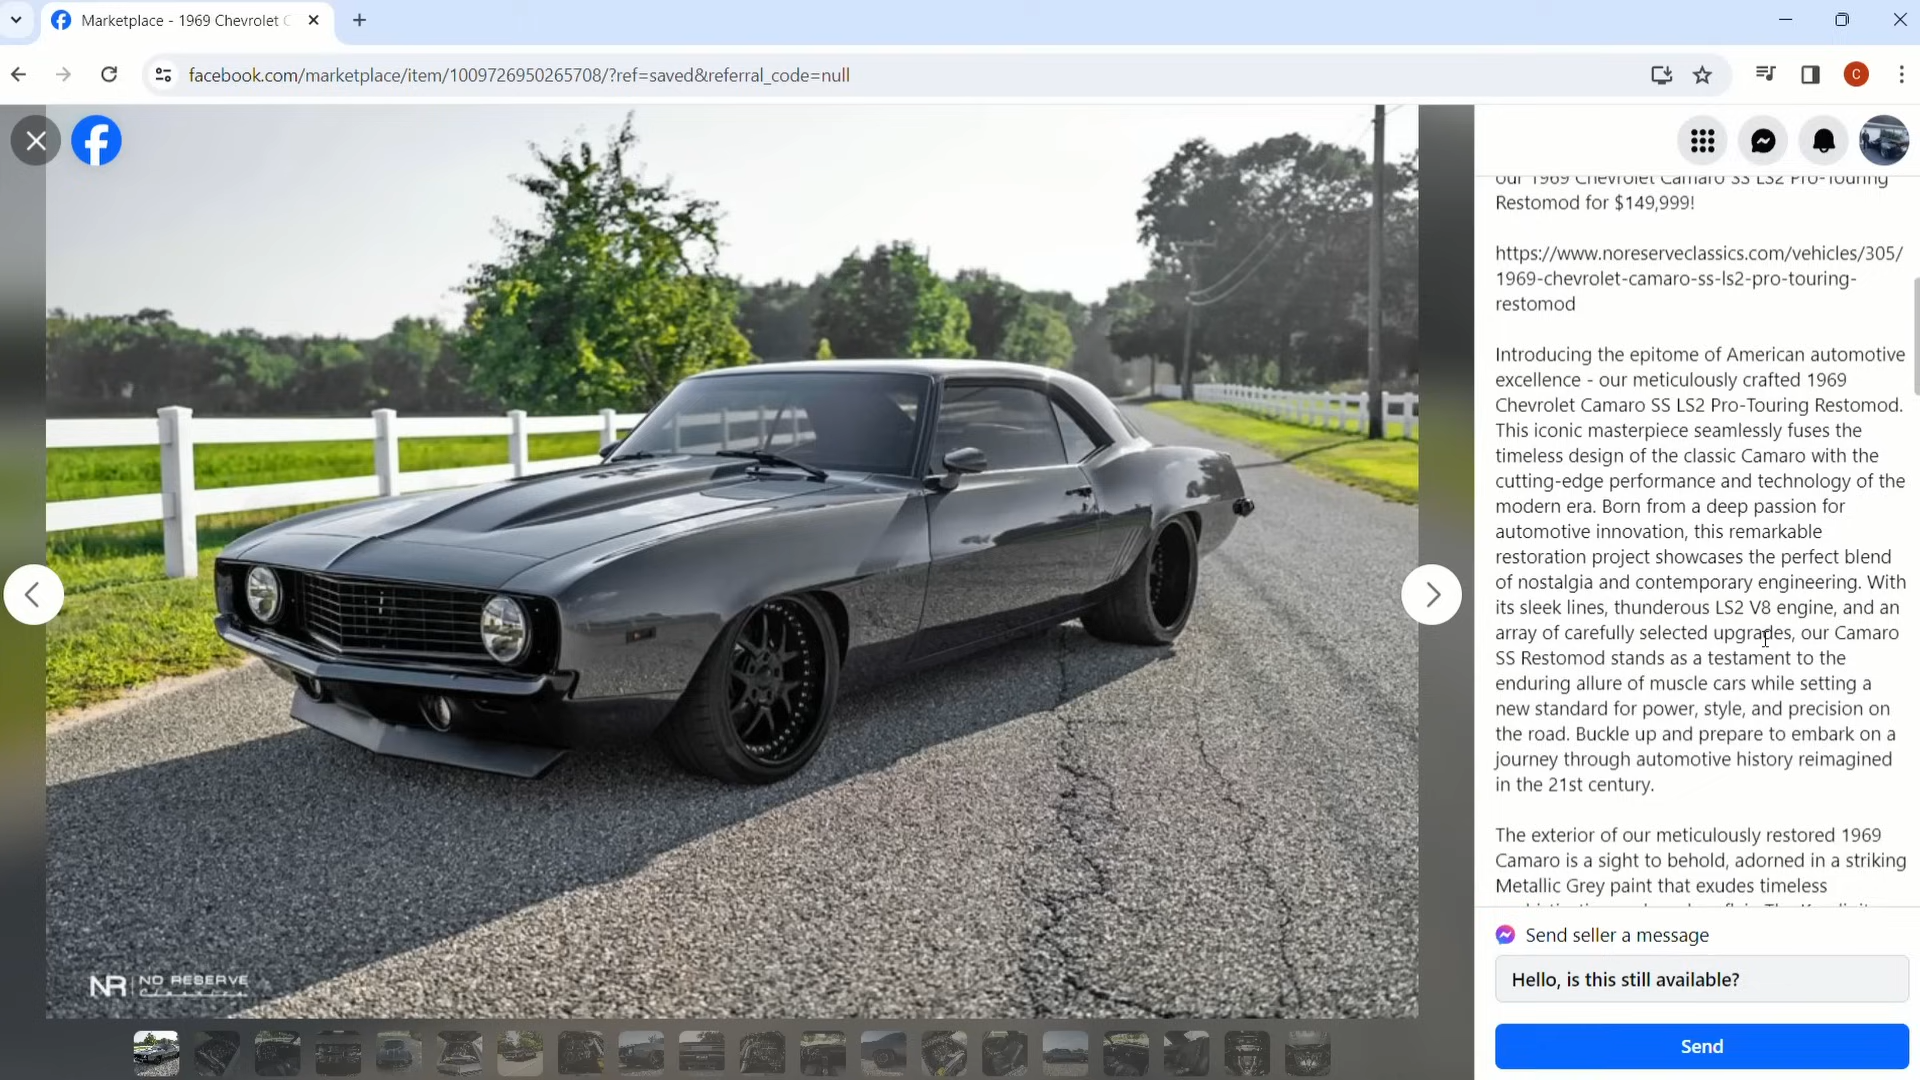 Marketplace - 1969 Chevrolet C
facebook.com/marketplace/item/1009726950265708/?ref=saved&referral_code=null
C
our 1969 Chevrolet Camaro SS LS2 Pro-Touring
Restomod for $149,999!
https://www.noreserveclassics.com/vehicles/305/
1969-chevrolet-camaro-ss-ls2-pro-touring-
restomod
Introducing the epitome of American automotive
excellence - our meticulously crafted 1969
Chevrolet Camaro SS LS2 Pro-Touring Restomod.
This iconic masterpiece seamlessly fuses the
timeless design of the classic Camaro with the
cutting-edge performance and technology of the
modern era. Born from a deep passion for
automotive innovation, this remarkable
restoration project showcases the perfect blend
of nostalgia and contemporary engineering. With
its sleek lines, thunderous LS2 V8 engine, and an
array of carefully selected upgrades, our Camaro
SS Restomod stands as a testament to the
enduring allure of muscle cars while setting a
new standard for power, style, and precision on
the road. Buckle up and prepare to embark on a
journey through automotive history reimagined
in the 21st century.
The exterior of our meticulously restored 1969
Camaro is a sight to behold, adorned in a striking
Metallic Grey paint that exudes timeless
Send seller a message
Hello, is this still available?
Send
NR NO RESERVE